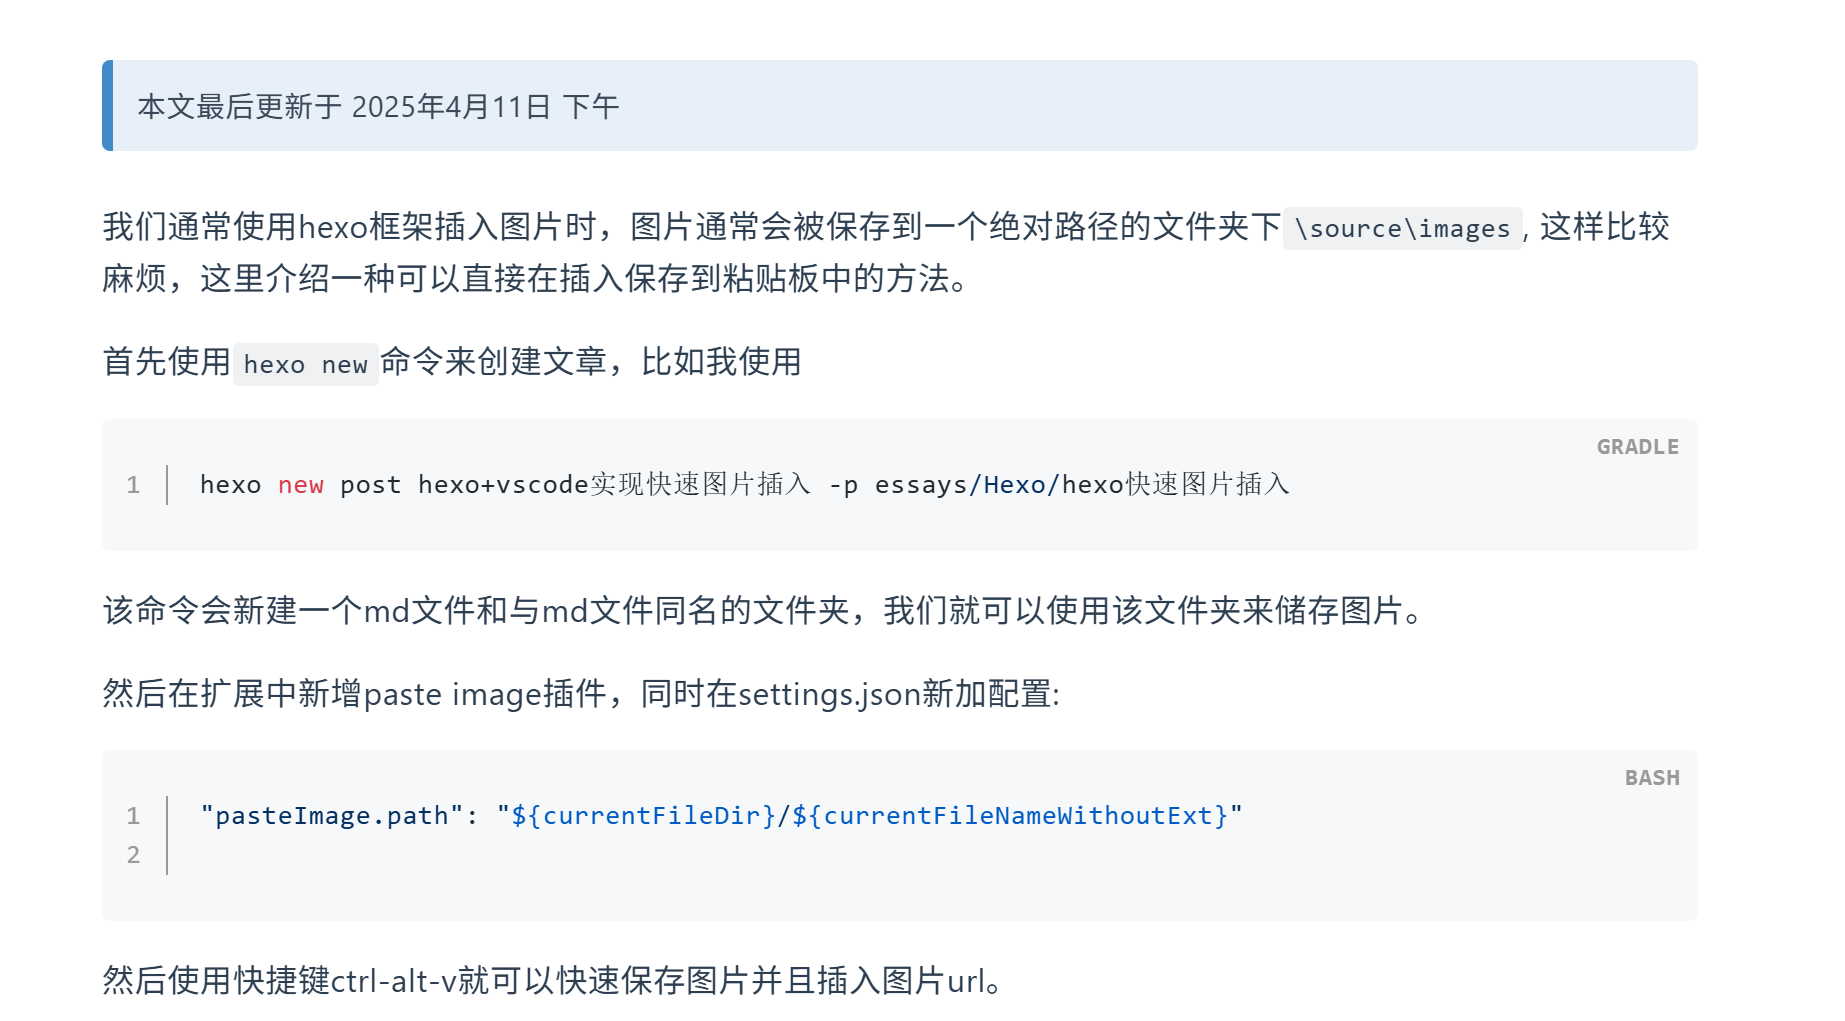 本文最后更新于 2025年4月11日 下午
我们通常使用hexo框架插入图片时，图片通常会被保存到一个绝对路径的文件夹下\source\images, 这样比较
麻烦，这里介绍一种可以直接在插入保存到粘贴板中的方法。
首先使用hexo new命令来创建文章，比如我使用
GRADLE
1 hexo new post hexo+vscode实现快速图片插入 -p essays/Hexo/hexo快速图片插入
该命令会新建一个md文件和与md文件同名的文件夹，我们就可以使用该文件夹来储存图片。
然后在扩展中新增paste image插件，同时在settings.json新加配置:
BASH
1 "pasteImage.path": "${currentFileDir}/${currentFileNameWithoutExt}"
2
然后使用快捷键ctrl-alt-v就可以快速保存图片并且插入图片url。